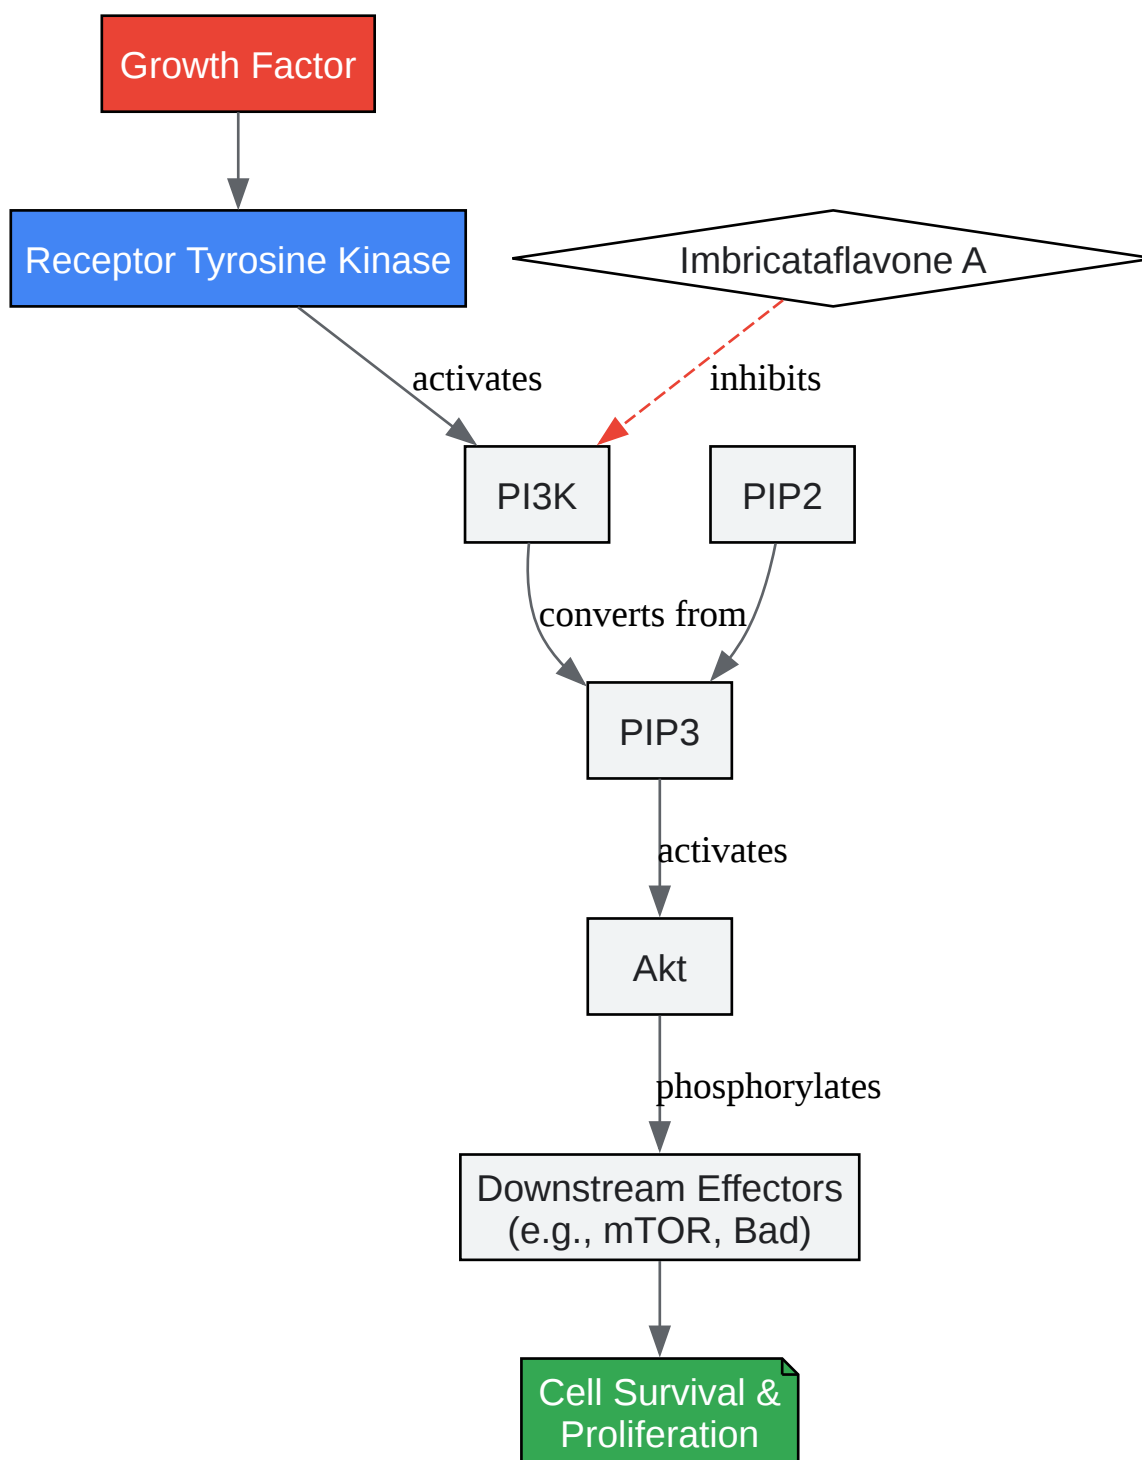 Growth Factor
Receptor Tyrosine Kinase
Imbricataflavone A
activates
inhibits
PI3K
PIP2
converts from
PIP3
activates
Akt
phosphorylates
Downstream Effectors
(e.g., mTOR, Bad)
Cell Survival &
Proliferation